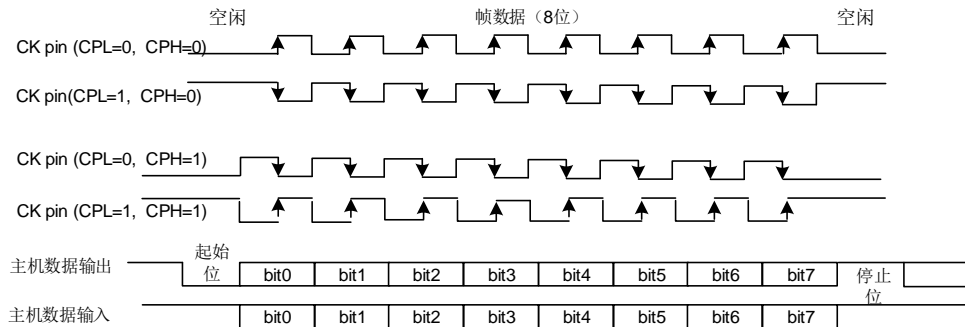 空闲 帧数据（8位） 空闲
CK pin (CPL=0, CPH=0)
CK pin(CPL=1, CPH=0)
CK pin (CPL=0, CPH=1)
CK pin (CPL=1, CPH=1)
主机数据输出 起始位 bit0 bit1 bit2 bit3 bit4 bit5 bit6 bit7 停止位
主机数据输入 bit0 bit1 bit2 bit3 bit4 bit5 bit6 bit7